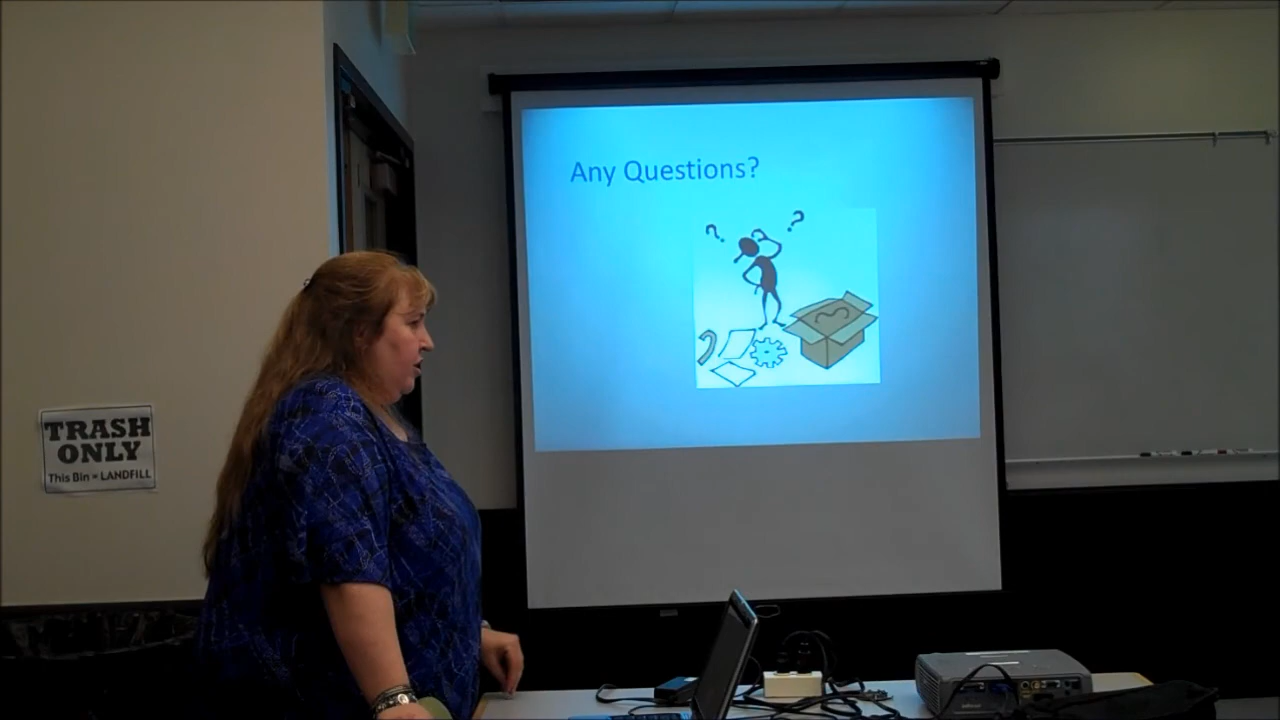 Any Questions?
? ?
TRASH
ONLY
This Bin = LANDFILL